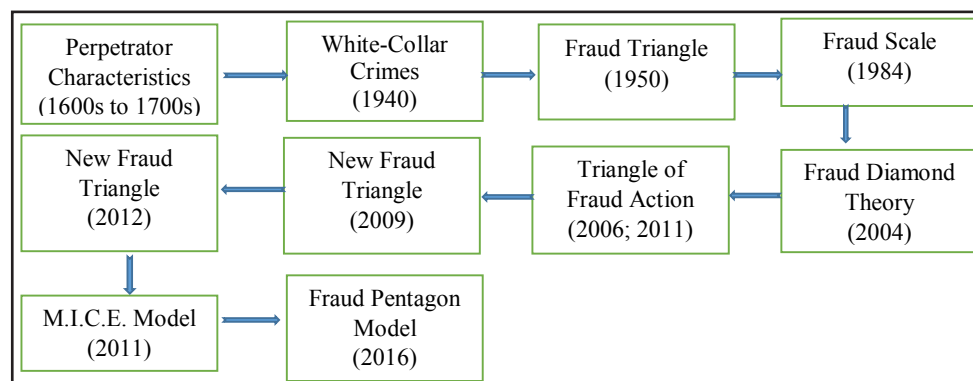 Perpetrator
Characteristics
(1600s to 1700s)
White-Collar
Crimes
(1940)
Fraud Triangle
(1950)
Fraud Scale
(1984)
Fraud Diamond
Theory
(2004)
Triangle of
Fraud Action
(2006; 2011)
New Fraud
Triangle
(2009)
New Fraud
Triangle
(2012)
M.I.C.E. Model
(2011)
Fraud Pentagon
Model
(2016)